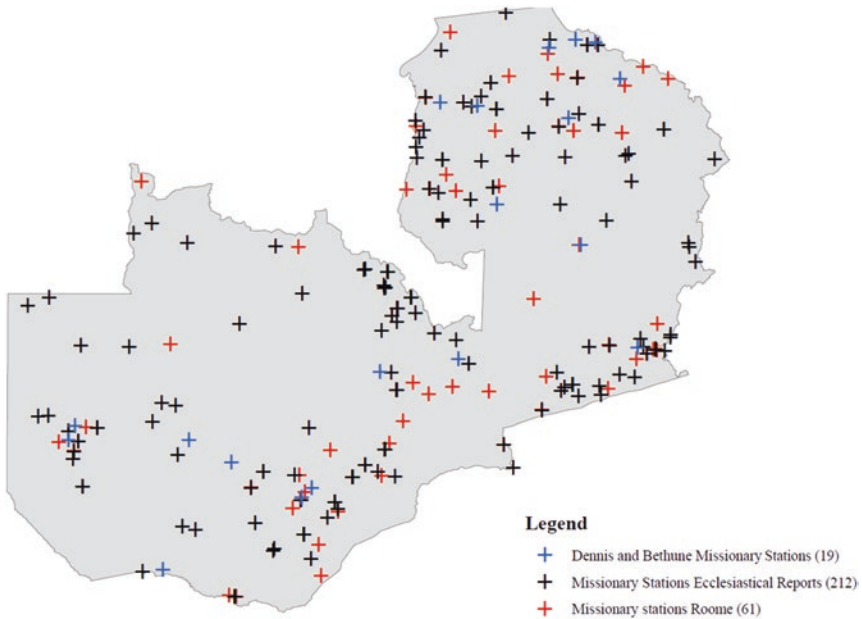 Legend
Dennis and Bethune Missionary Stations (19)
Missionary Stations Ecclesiastical Reports (212)
Missionary stations Roome (61)